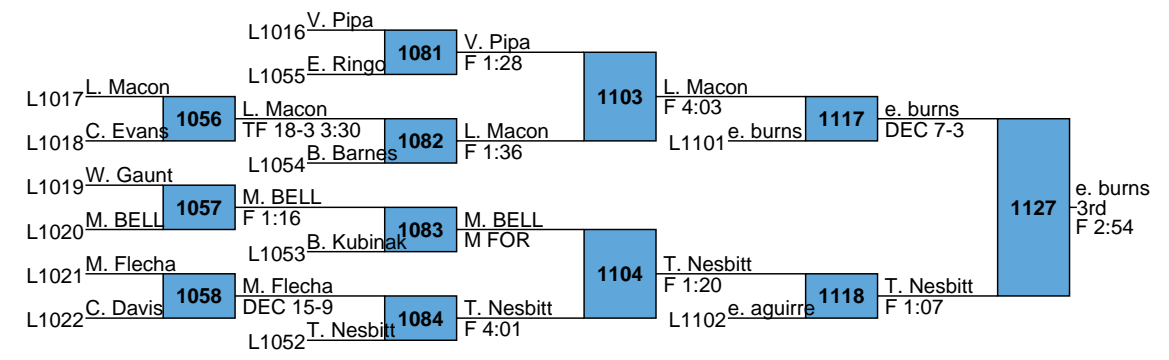 L1016 V. Pipa
1081
V. Pipa
F 1:28
L1055 E. Ringo
1103
L. Macon
F 4:03
L1017 L. Macon
1056
L. Macon
TF 18-3 3:30
1082
L. Macon
F 1:36
L1018 C. Evans
L1054 B. Barnes
1117
e. burns
DEC 7-3
L1101 e. burns
L1019 W. Gaunt
1057
M. BELL
F 1:16
L1020 M. BELL
1083
M. BELL
M FOR
L1053 B. Kubinak
1127
e. burns
3rd
F 2:54
1104
T. Nesbitt
F 1:20
L1021 M. Flecha
1058
M. Flecha
DEC 15-9
L1022 C. Davis
1084
T. Nesbitt
F 4:01
L1052 T. Nesbitt
1118
T. Nesbitt
F 1:07
L1102 e. aguirre